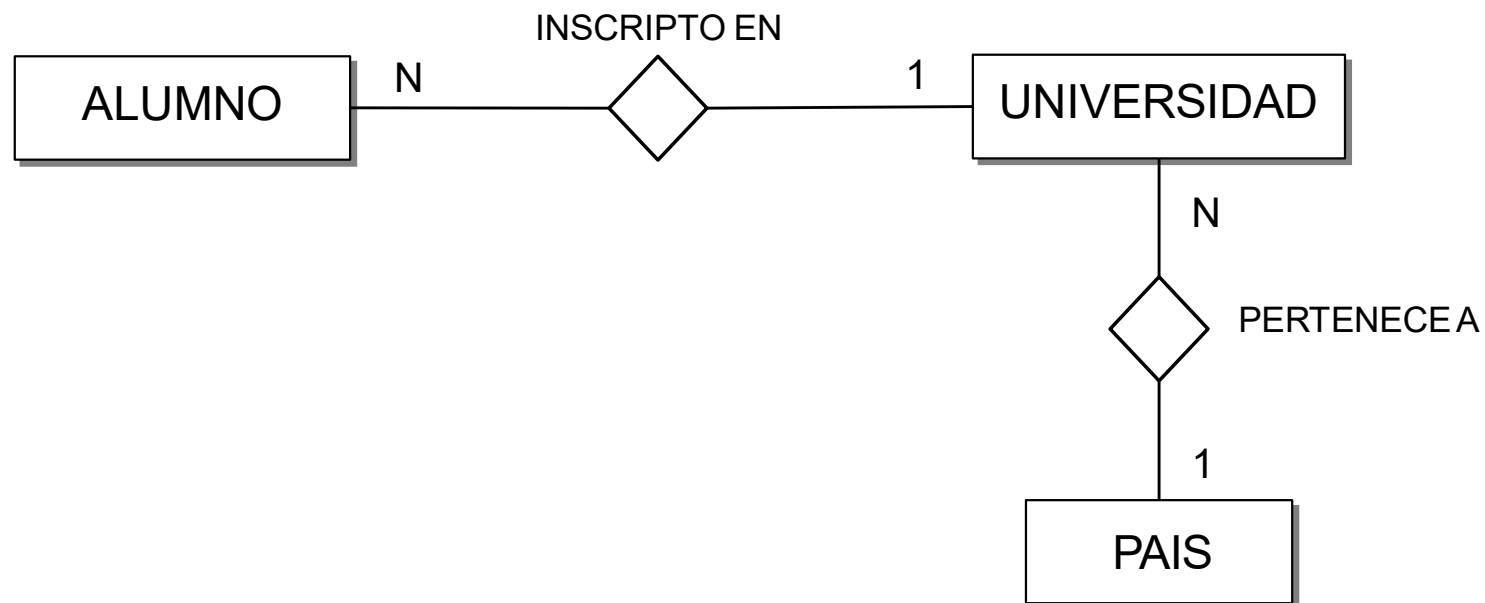 INSCRIPTO EN
ALUMNO
N
1
UNIVERSIDAD
N
PERTENECE A
1
PAIS